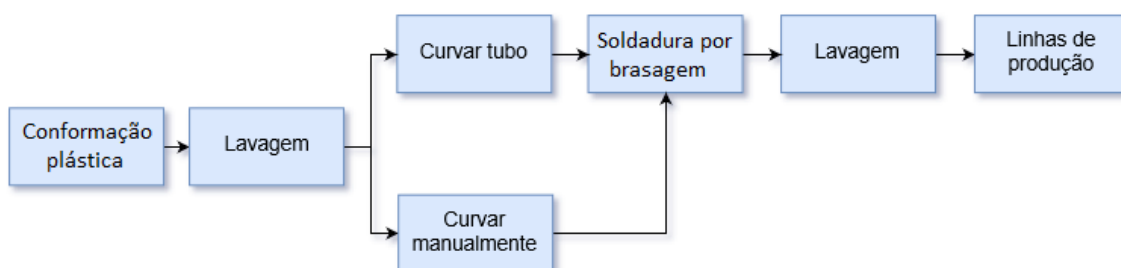 Conformação
plástica
Lavagem
Curvar tubo
Curvar
manualmente
Soldadura por
brasagem
Lavagem
Linhas de
produção